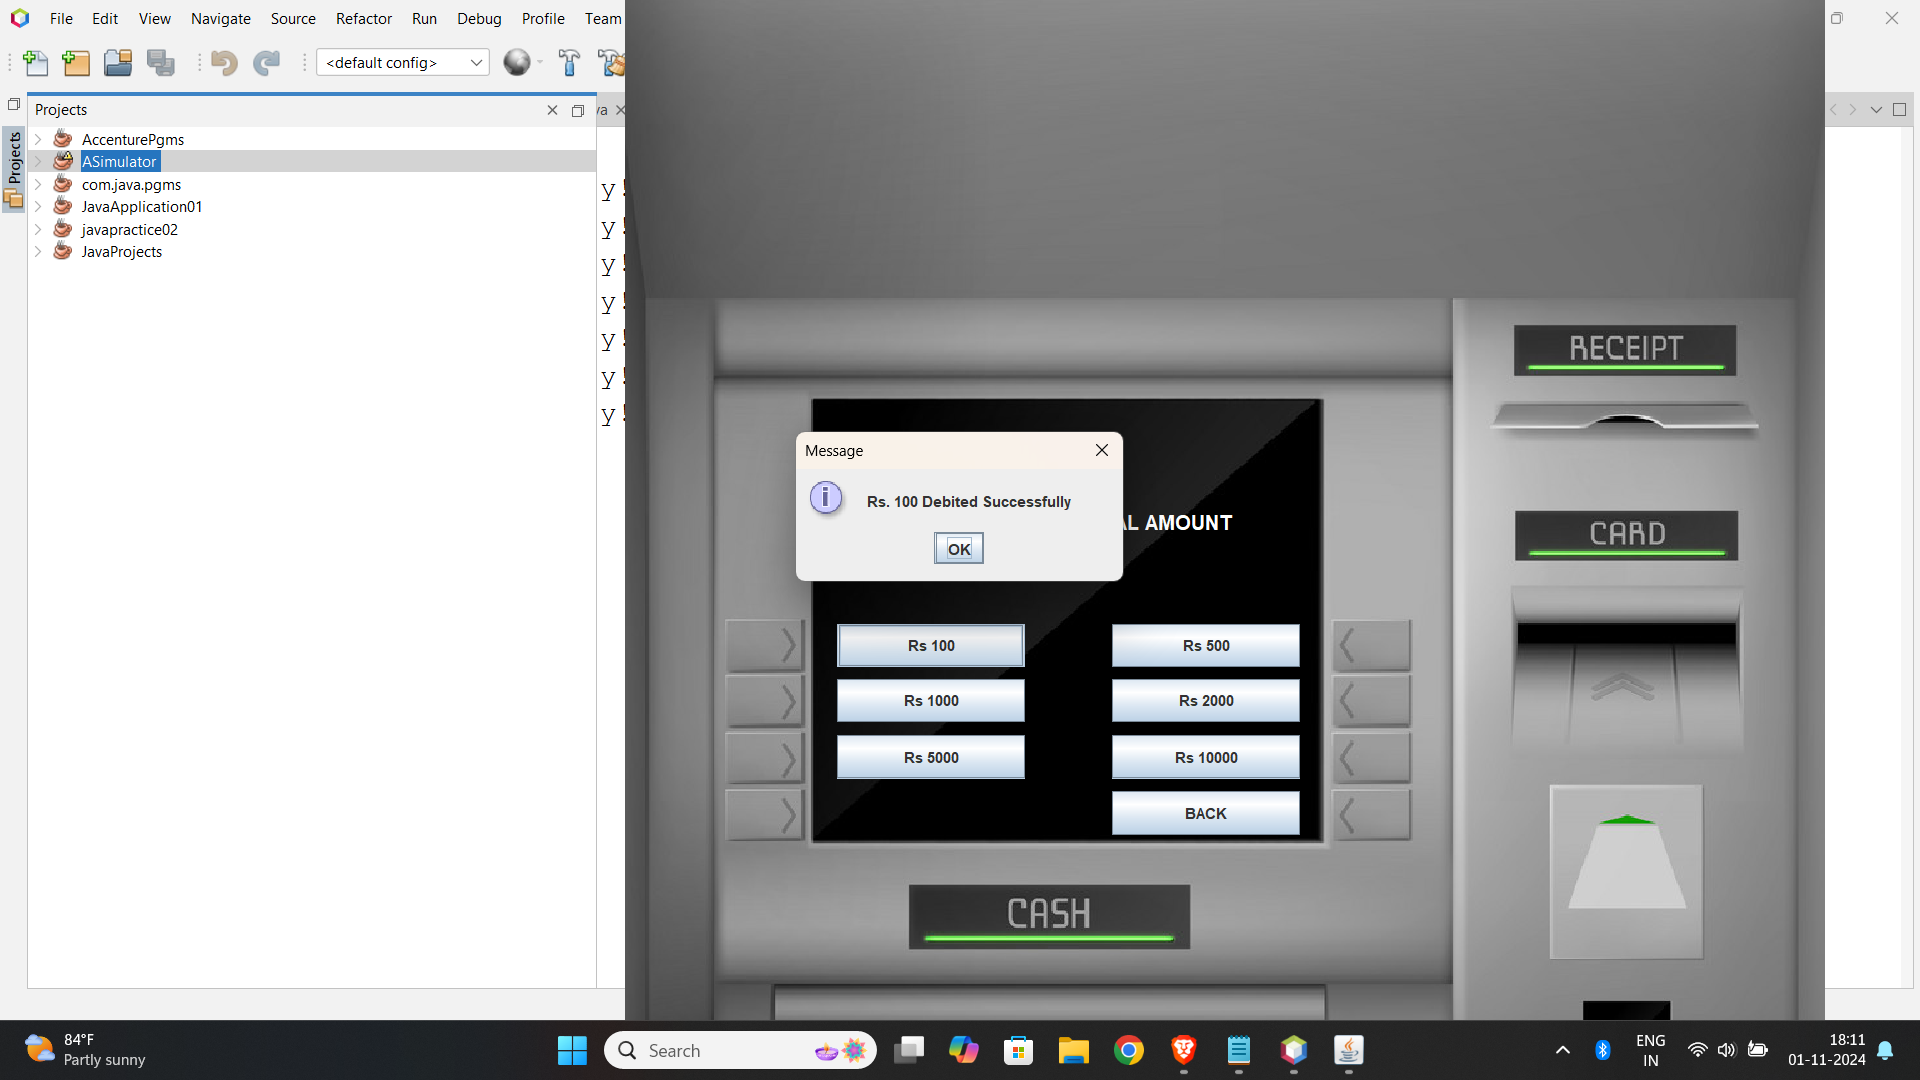 File Edit View Navigate Source Refactor Run Debug Profile Team
<default config>
Projects
va
Projects
AccenturePgms
ASimulator
com.java.pgms
JavaApplication01
javapractice02
JavaProjects
y!
y!
y!
y!
y!
y!
y!
RECEIPT
CARD
Message
Rs. 100 Debited Successfully
OK
AL AMOUNT
Rs 100
Rs 500
Rs 1000
Rs 2000
Rs 5000
Rs 10000
BACK
CASH
84°F
Partly sunny
Search
ENG
IN
18:11
01-11-2024